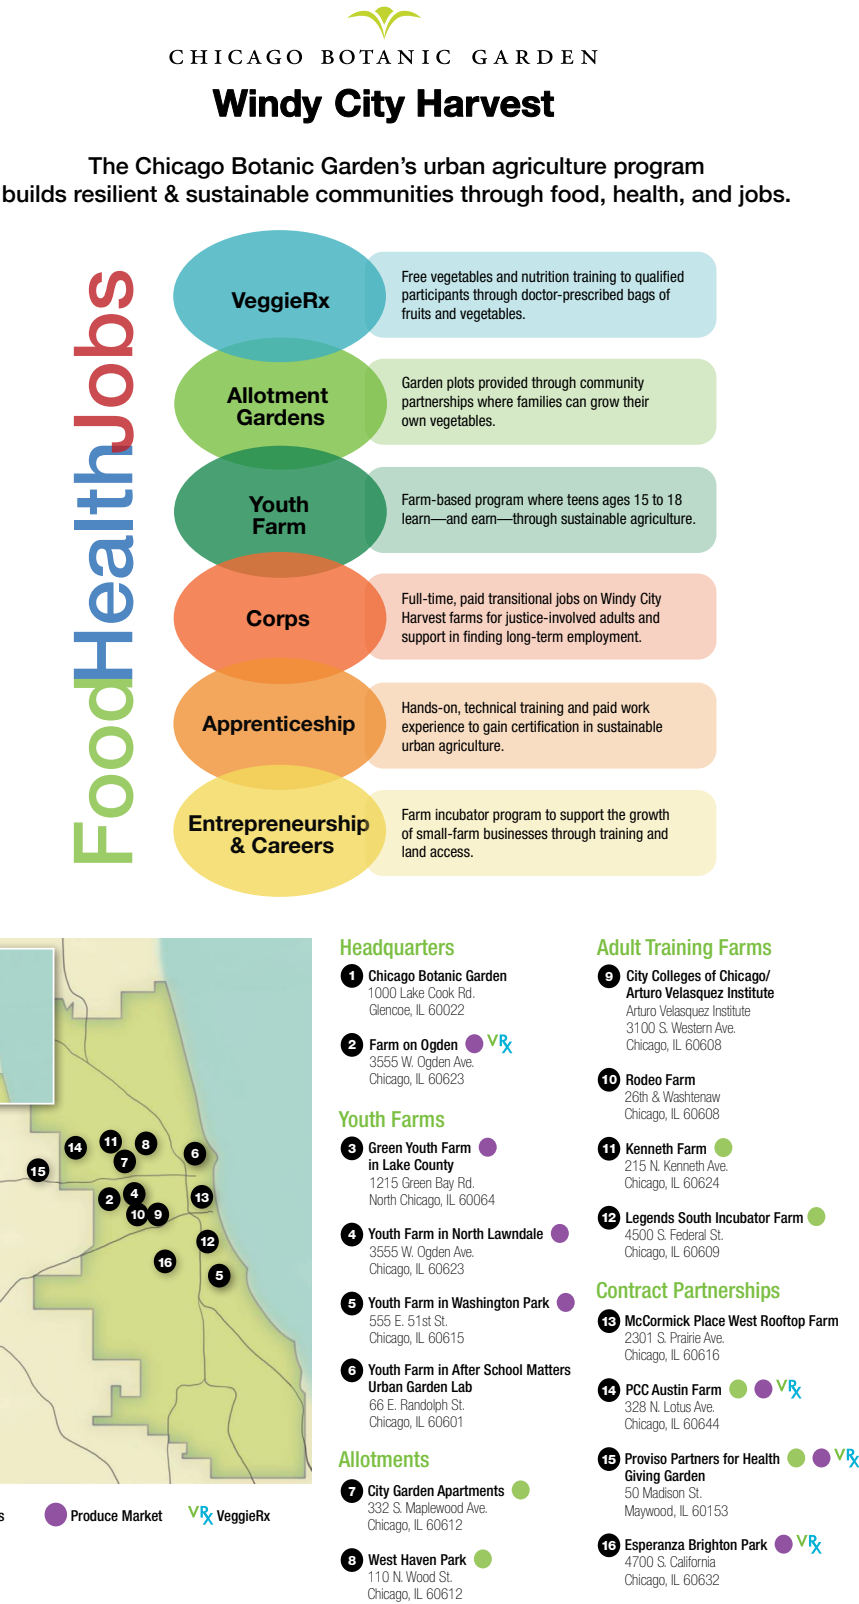 CHICAGO BOTANIC GARDEN
Windy City Harvest
The Chicago Botanic Garden's urban agriculture program
builds resilient & sustainable communities through food, health, and jobs.
FoodHealthJobs
VeggieRx
Free vegetables and nutrition training to qualified
participants through doctor-prescribed bags of
fruits and vegetables.
Allotment
Gardens
Garden plots provided through community
partnerships where families can grow their
own vegetables.
Youth
Farm
Farm-based program where teens ages 15 to 18
learn—and earn—through sustainable agriculture.
Corps
Full-time, paid transitional jobs on Windy City
Harvest farms for justice-involved adults and
support in finding long-term employment.
Apprenticeship
Hands-on, technical training and paid work
experience to gain certification in sustainable
urban agriculture.
Entrepreneurship
& Careers
Farm incubator program to support the growth
of small-farm businesses through training and
land access.
14 11 8 6
15 7
2 4 13
10 9
12
16 5
s Produce Market VRx VeggieRx
Headquarters
1 Chicago Botanic Garden
1000 Lake Cook Rd.
Glencoe, IL 60022
2 Farm on Ogden VRx
3555 W. Ogden Ave.
Chicago, IL 60623
Youth Farms
3 Green Youth Farm
in Lake County
1215 Green Bay Rd.
North Chicago, IL 60064
4 Youth Farm in North Lawndale
3555 W. Ogden Ave.
Chicago, IL 60623
5 Youth Farm in Washington Park
555 E. 51st St.
Chicago, IL 60615
6 Youth Farm in After School Matters
Urban Garden Lab
66 E. Randolph St.
Chicago, IL 60601
Allotments
7 City Garden Apartments
332 S. Maplewood Ave.
Chicago, IL 60612
8 West Haven Park
110 N. Wood St.
Chicago, IL 60612
Adult Training Farms
9 City Colleges of Chicago/
Arturo Velasquez Institute
Arturo Velasquez Institute
3100 S. Western Ave.
Chicago, IL 60608
10 Rodeo Farm
26th & Washtenaw
Chicago, IL 60608
11 Kenneth Farm
215 N. Kenneth Ave.
Chicago, IL 60624
12 Legends South Incubator Farm
4500 S. Federal St.
Chicago, IL 60609
Contract Partnerships
13 McCormick Place West Rooftop Farm
2301 S. Prairie Ave.
Chicago, IL 60616
14 PCC Austin Farm VRx
328 N. Lotus Ave.
Chicago, IL 60644
15 Proviso Partners for Health VRx
Giving Garden
50 Madison St.
Maywood, IL 60153
16 Esperanza Brighton Park VRx
4700 S. California
Chicago, IL 60632